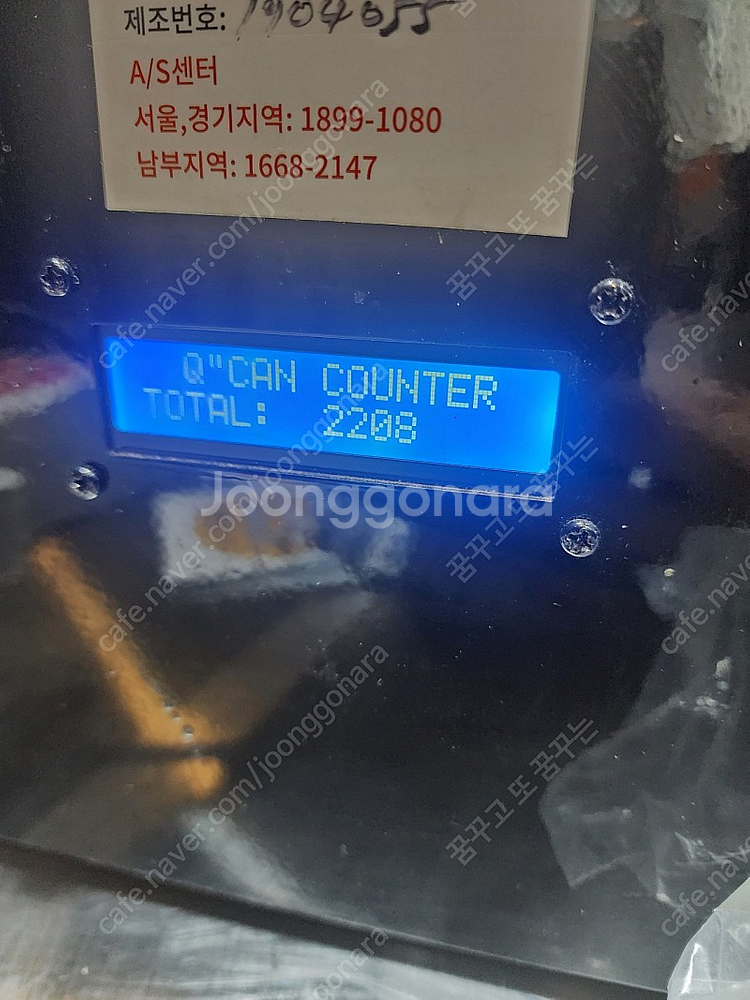 제조번호: 1904055
A/S센터
서울,경기지역: 1899-1080
남부지역: 1668-2147
Q"CAN COUNTER
TOTAL: 2208
Joonggonara
cafe.naver.com/joonggonara
꿈꾸고 또 꿈꾸는